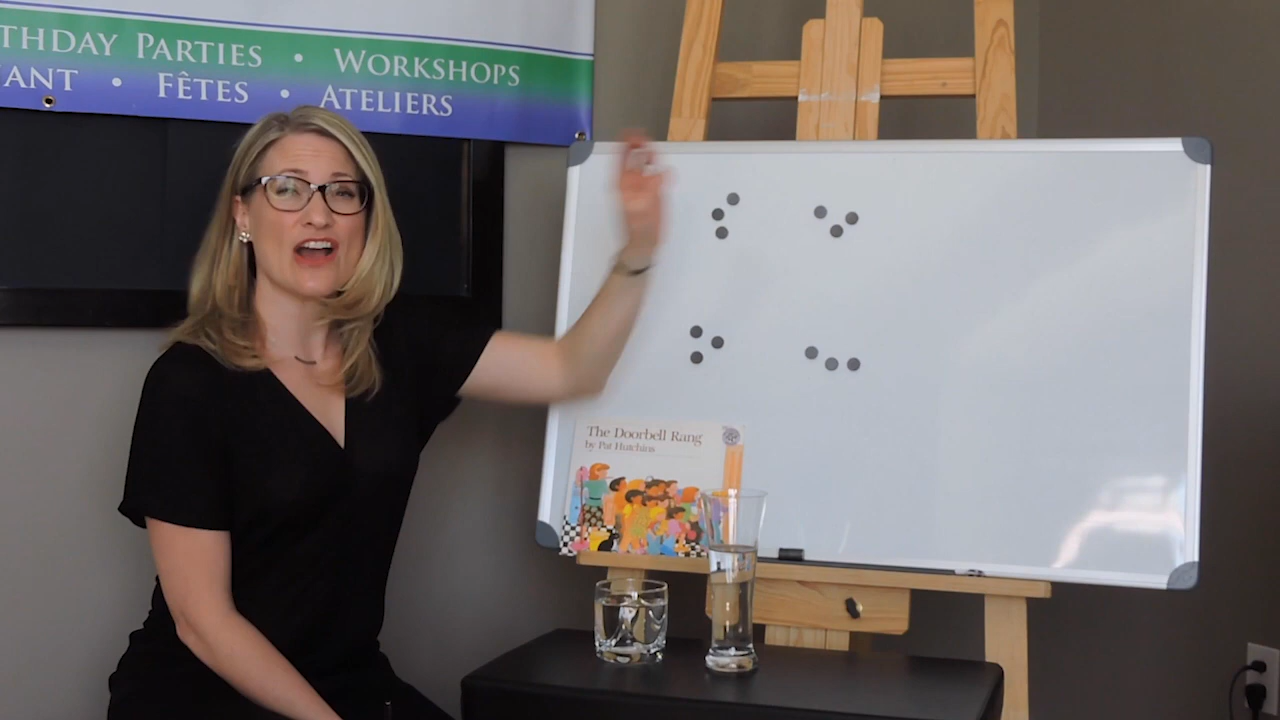 THDAY PARTIES • WORKSHOPS
ANT • FÊTES • ATELIERS
The Doorbell Rang
by Pat Hutchins